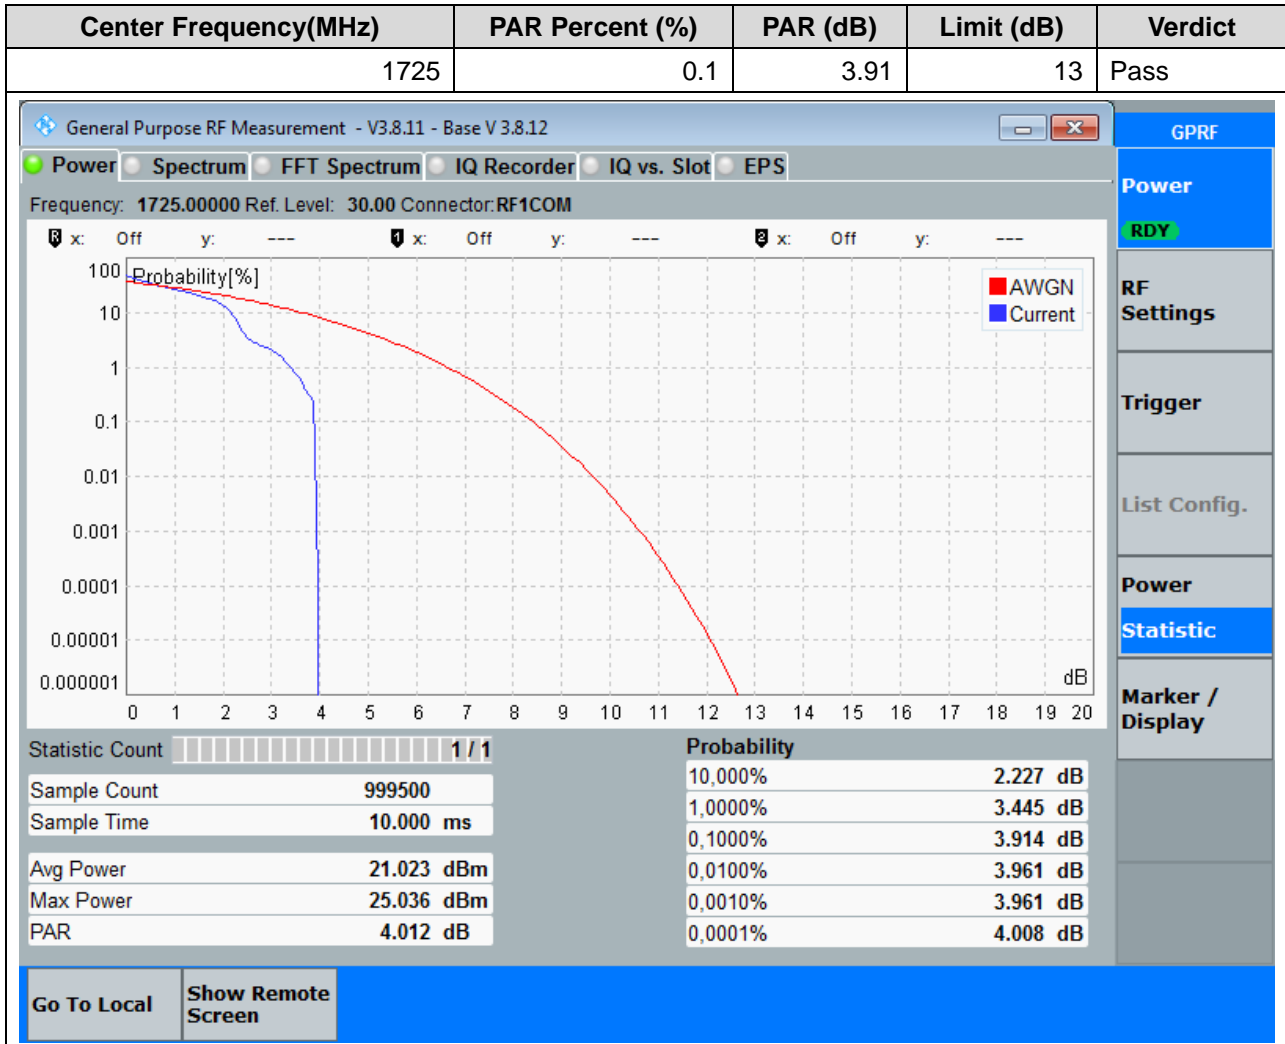 Center Frequency(MHz) PAR Percent (%) PAR (dB) Limit (dB) Verdict
1725 0.1 3.91 13 Pass
General Purpose RF Measurement - V3.8.11 - Base V 3.8.12
GPRF
Power Spectrum FFT Spectrum IQ Recorder IQ vs. Slot EPS
Frequency: 1725.00000 Ref. Level: 30.00 Connector: RF1COM
R x: Off y: --- 1 x: Off y: --- 2 x: Off y: ---
Probability[%]
AWGN
Current
100
10
1
0.1
0.01
0.001
0.0001
0.00001
0.000001
dB
0 1 2 3 4 5 6 7 8 9 10 11 12 13 14 15 16 17 18 19 20
Statistic Count 1 / 1
Sample Count 999500
Sample Time 10.000 ms
Avg Power 21.023 dBm
Max Power 25.036 dBm
PAR 4.012 dB
Probability
10,000% 2.227 dB
1,0000% 3.445 dB
0,1000% 3.914 dB
0,0100% 3.961 dB
0,0010% 3.961 dB
0,0001% 4.008 dB
Power
RDY
RF
Settings
Trigger
List Config.
Power
Statistic
Marker /
Display
Go To Local
Show Remote
Screen